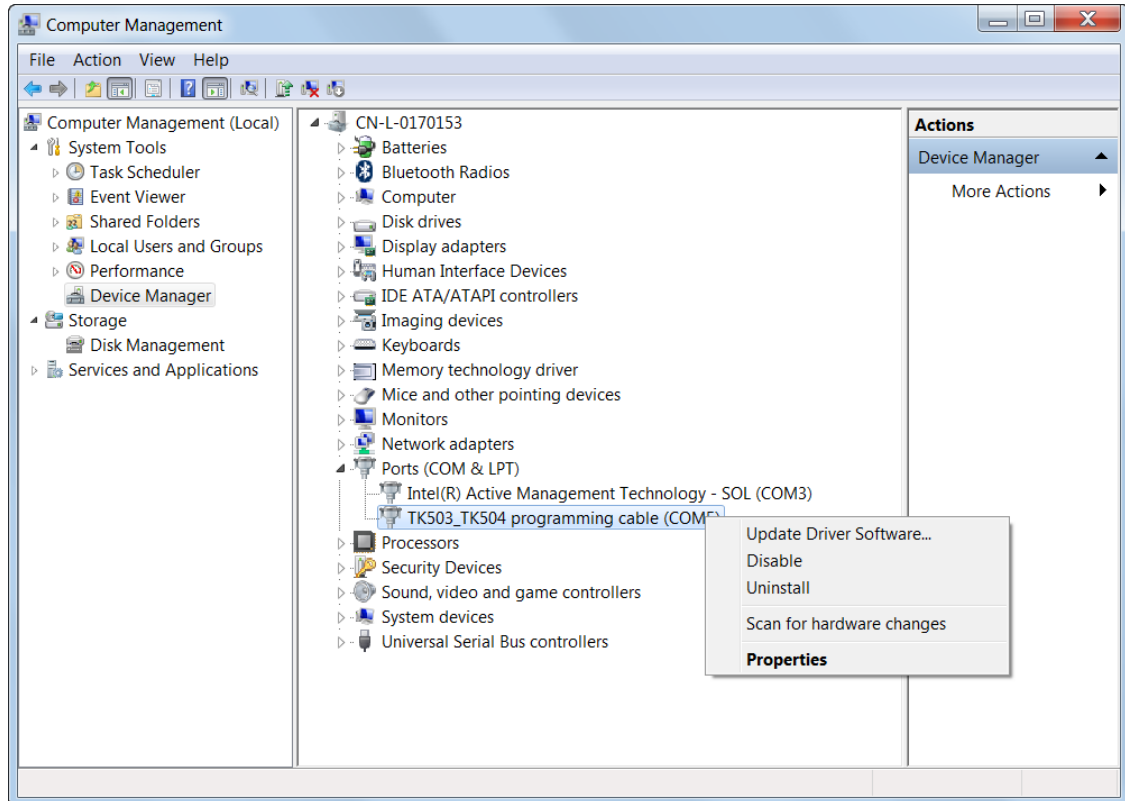 Computer Management
File Action View Help
Computer Management (Local)
System Tools
Task Scheduler
Event Viewer
Shared Folders
Local Users and Groups
Performance
Device Manager
Storage
Disk Management
Services and Applications
CN-L-0170153
Batteries
Bluetooth Radios
Computer
Disk drives
Display adapters
Human Interface Devices
IDE ATA/ATAPI controllers
Imaging devices
Keyboards
Memory technology driver
Mice and other pointing devices
Monitors
Network adapters
Ports (COM & LPT)
Intel(R) Active Management Technology - SOL (COM3)
TK503_TK504 programming cable (COM5)
Processors
Security Devices
Sound, video and game controllers
System devices
Universal Serial Bus controllers
Update Driver Software...
Disable
Uninstall
Scan for hardware changes
Properties
Actions
Device Manager
More Actions